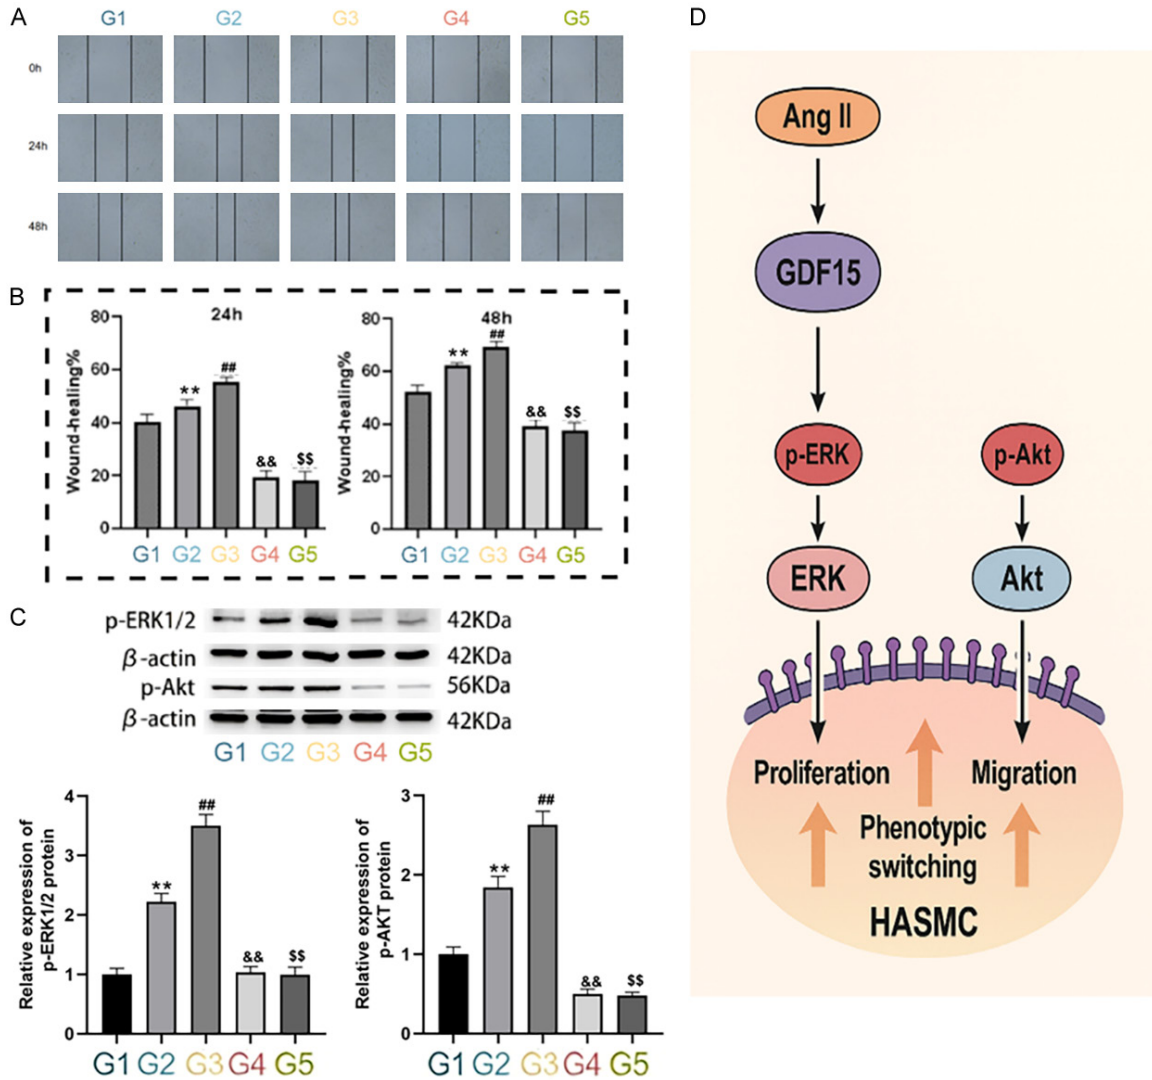 A
G1 G2 G3 G4 G5
0h
24h
48h
B
24h
Wound-healing%
80
60
40
20
0
** ## && $$
G1 G2 G3 G4 G5
48h
Wound-healing%
80
60
40
20
0
** ## && $$
G1 G2 G3 G4 G5
C
p-ERK1/2 42KDa
β-actin 42KDa
p-Akt 56KDa
β-actin 42KDa
G1 G2 G3 G4 G5
Relative expression of
p-ERK1/2 protein
4
3
2
1
0
** ## && $$
G1 G2 G3 G4 G5
Relative expression of
p-AKT protein
3
2
1
0
** ## && $$
G1 G2 G3 G4 G5
D
Ang II
GDF15
p-ERK p-Akt
ERK Akt
Proliferation Migration
Phenotypic
switching
HASMC